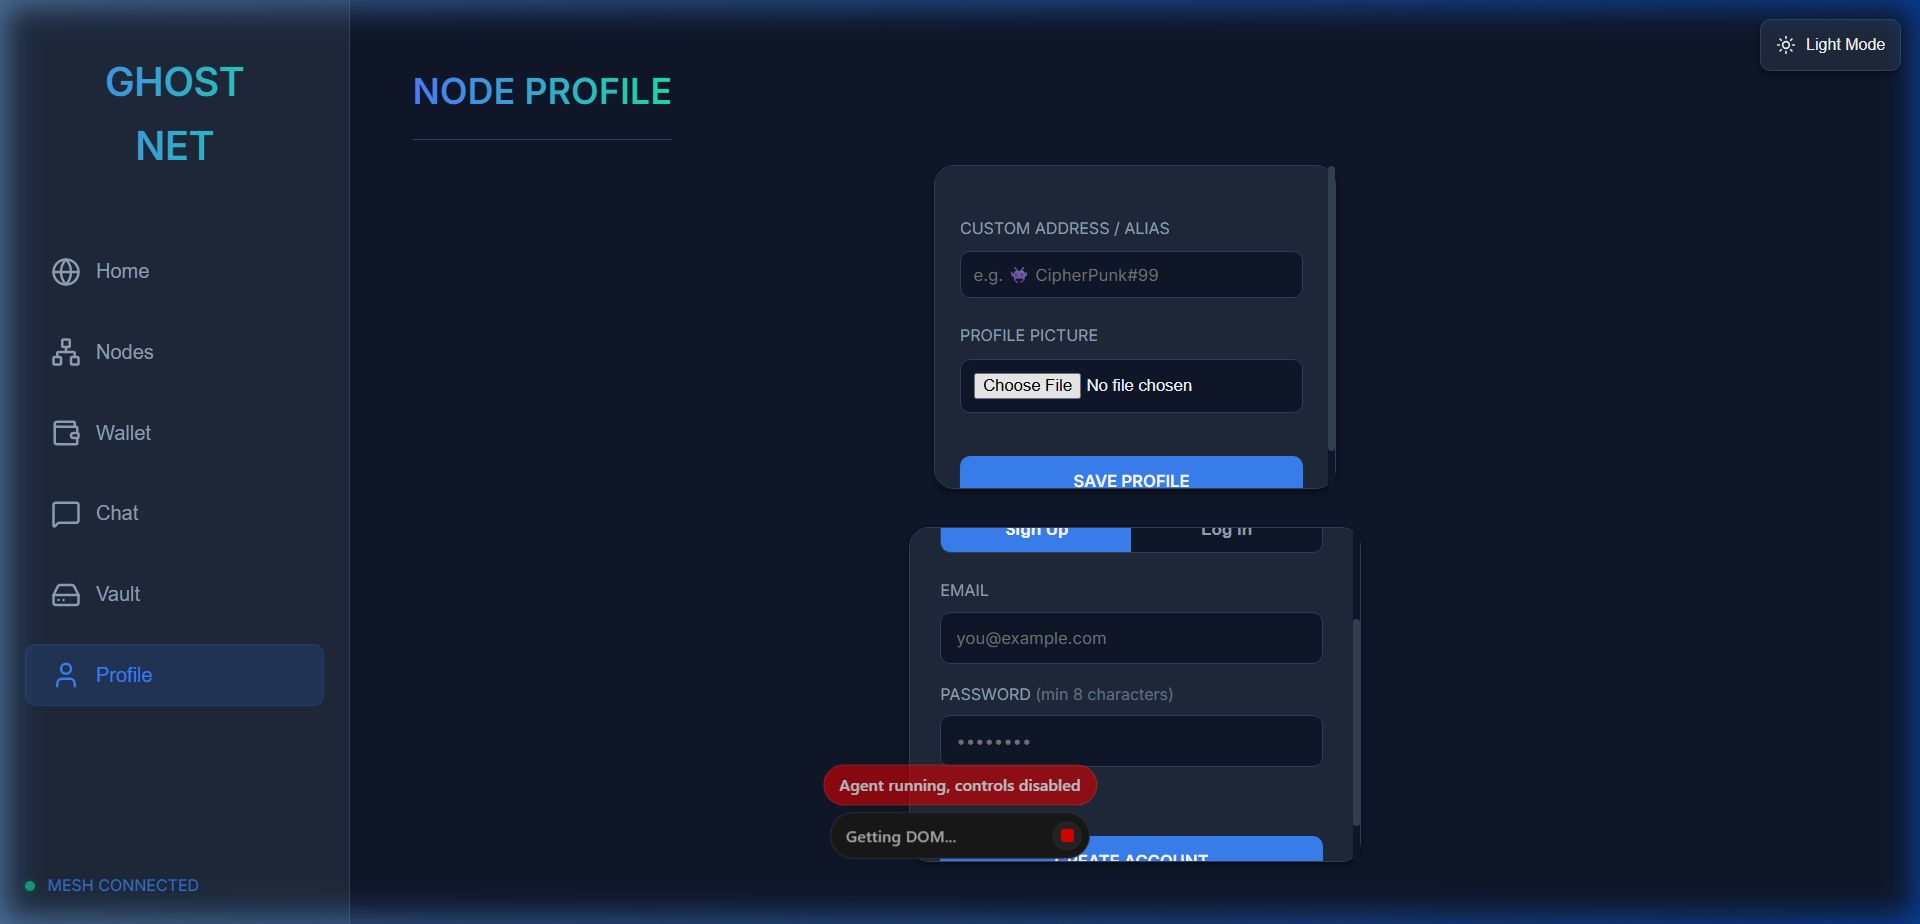 GHOST
NET
Home
Nodes
Wallet
Chat
Vault
Profile
MESH CONNECTED
Light Mode
NODE PROFILE
CUSTOM ADDRESS / ALIAS
e.g. 👾 CipherPunk#99
PROFILE PICTURE
Choose File No file chosen
SAVE PROFILE
Sign Up Log In
EMAIL
you@example.com
PASSWORD (min 8 characters)
••••••••
Agent running, controls disabled
Getting DOM...
CREATE ACCOUNT